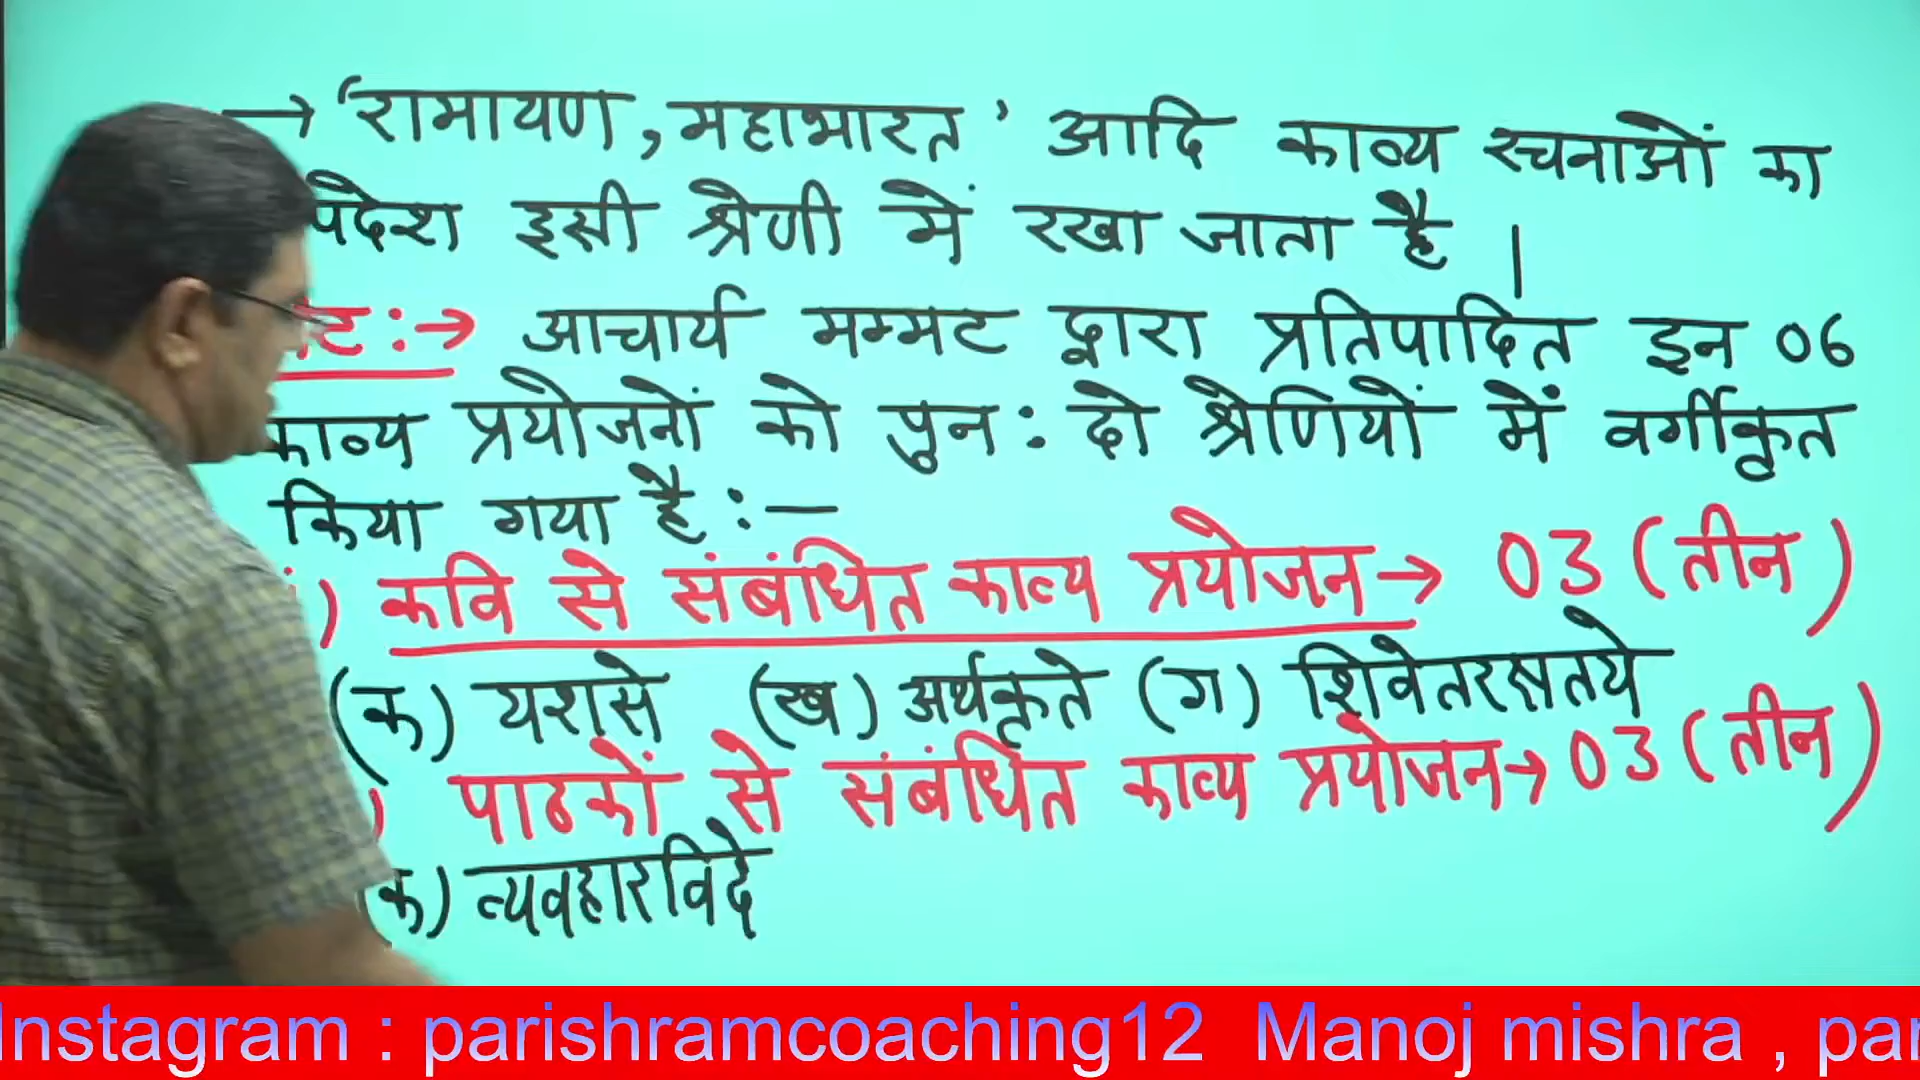 → 'रामायण, महाभारत' आदि काव्य रचनाओं का
पदेश इसी श्रेणी में रखा जाता है |
ट :→ आचार्य मम्मट द्वारा प्रतिपादित इन 06
काव्य प्रयोजनों को पुन: दो श्रेणियों में वर्गीकृत
किया गया है :—
) कवि से संबंधित काव्य प्रयोजन→ 03 (तीन)
(क) यशसे (ख) अर्थकृते (ग) शिवेतरक्षतये
) पाठकों से संबंधित काव्य प्रयोजन→ 03 (तीन)
(क) व्यवहारविदे
Instagram : parishramcoaching12 Manoj mishra , par